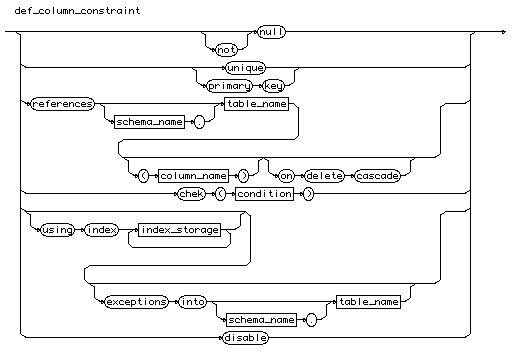 def_column_constraint
null
not
unique
primary key
references table_name
schema_name .
( column_name ) on delete cascade
chek ( condition )
using index index_storage
exceptions into table_name
schema_name .
disable